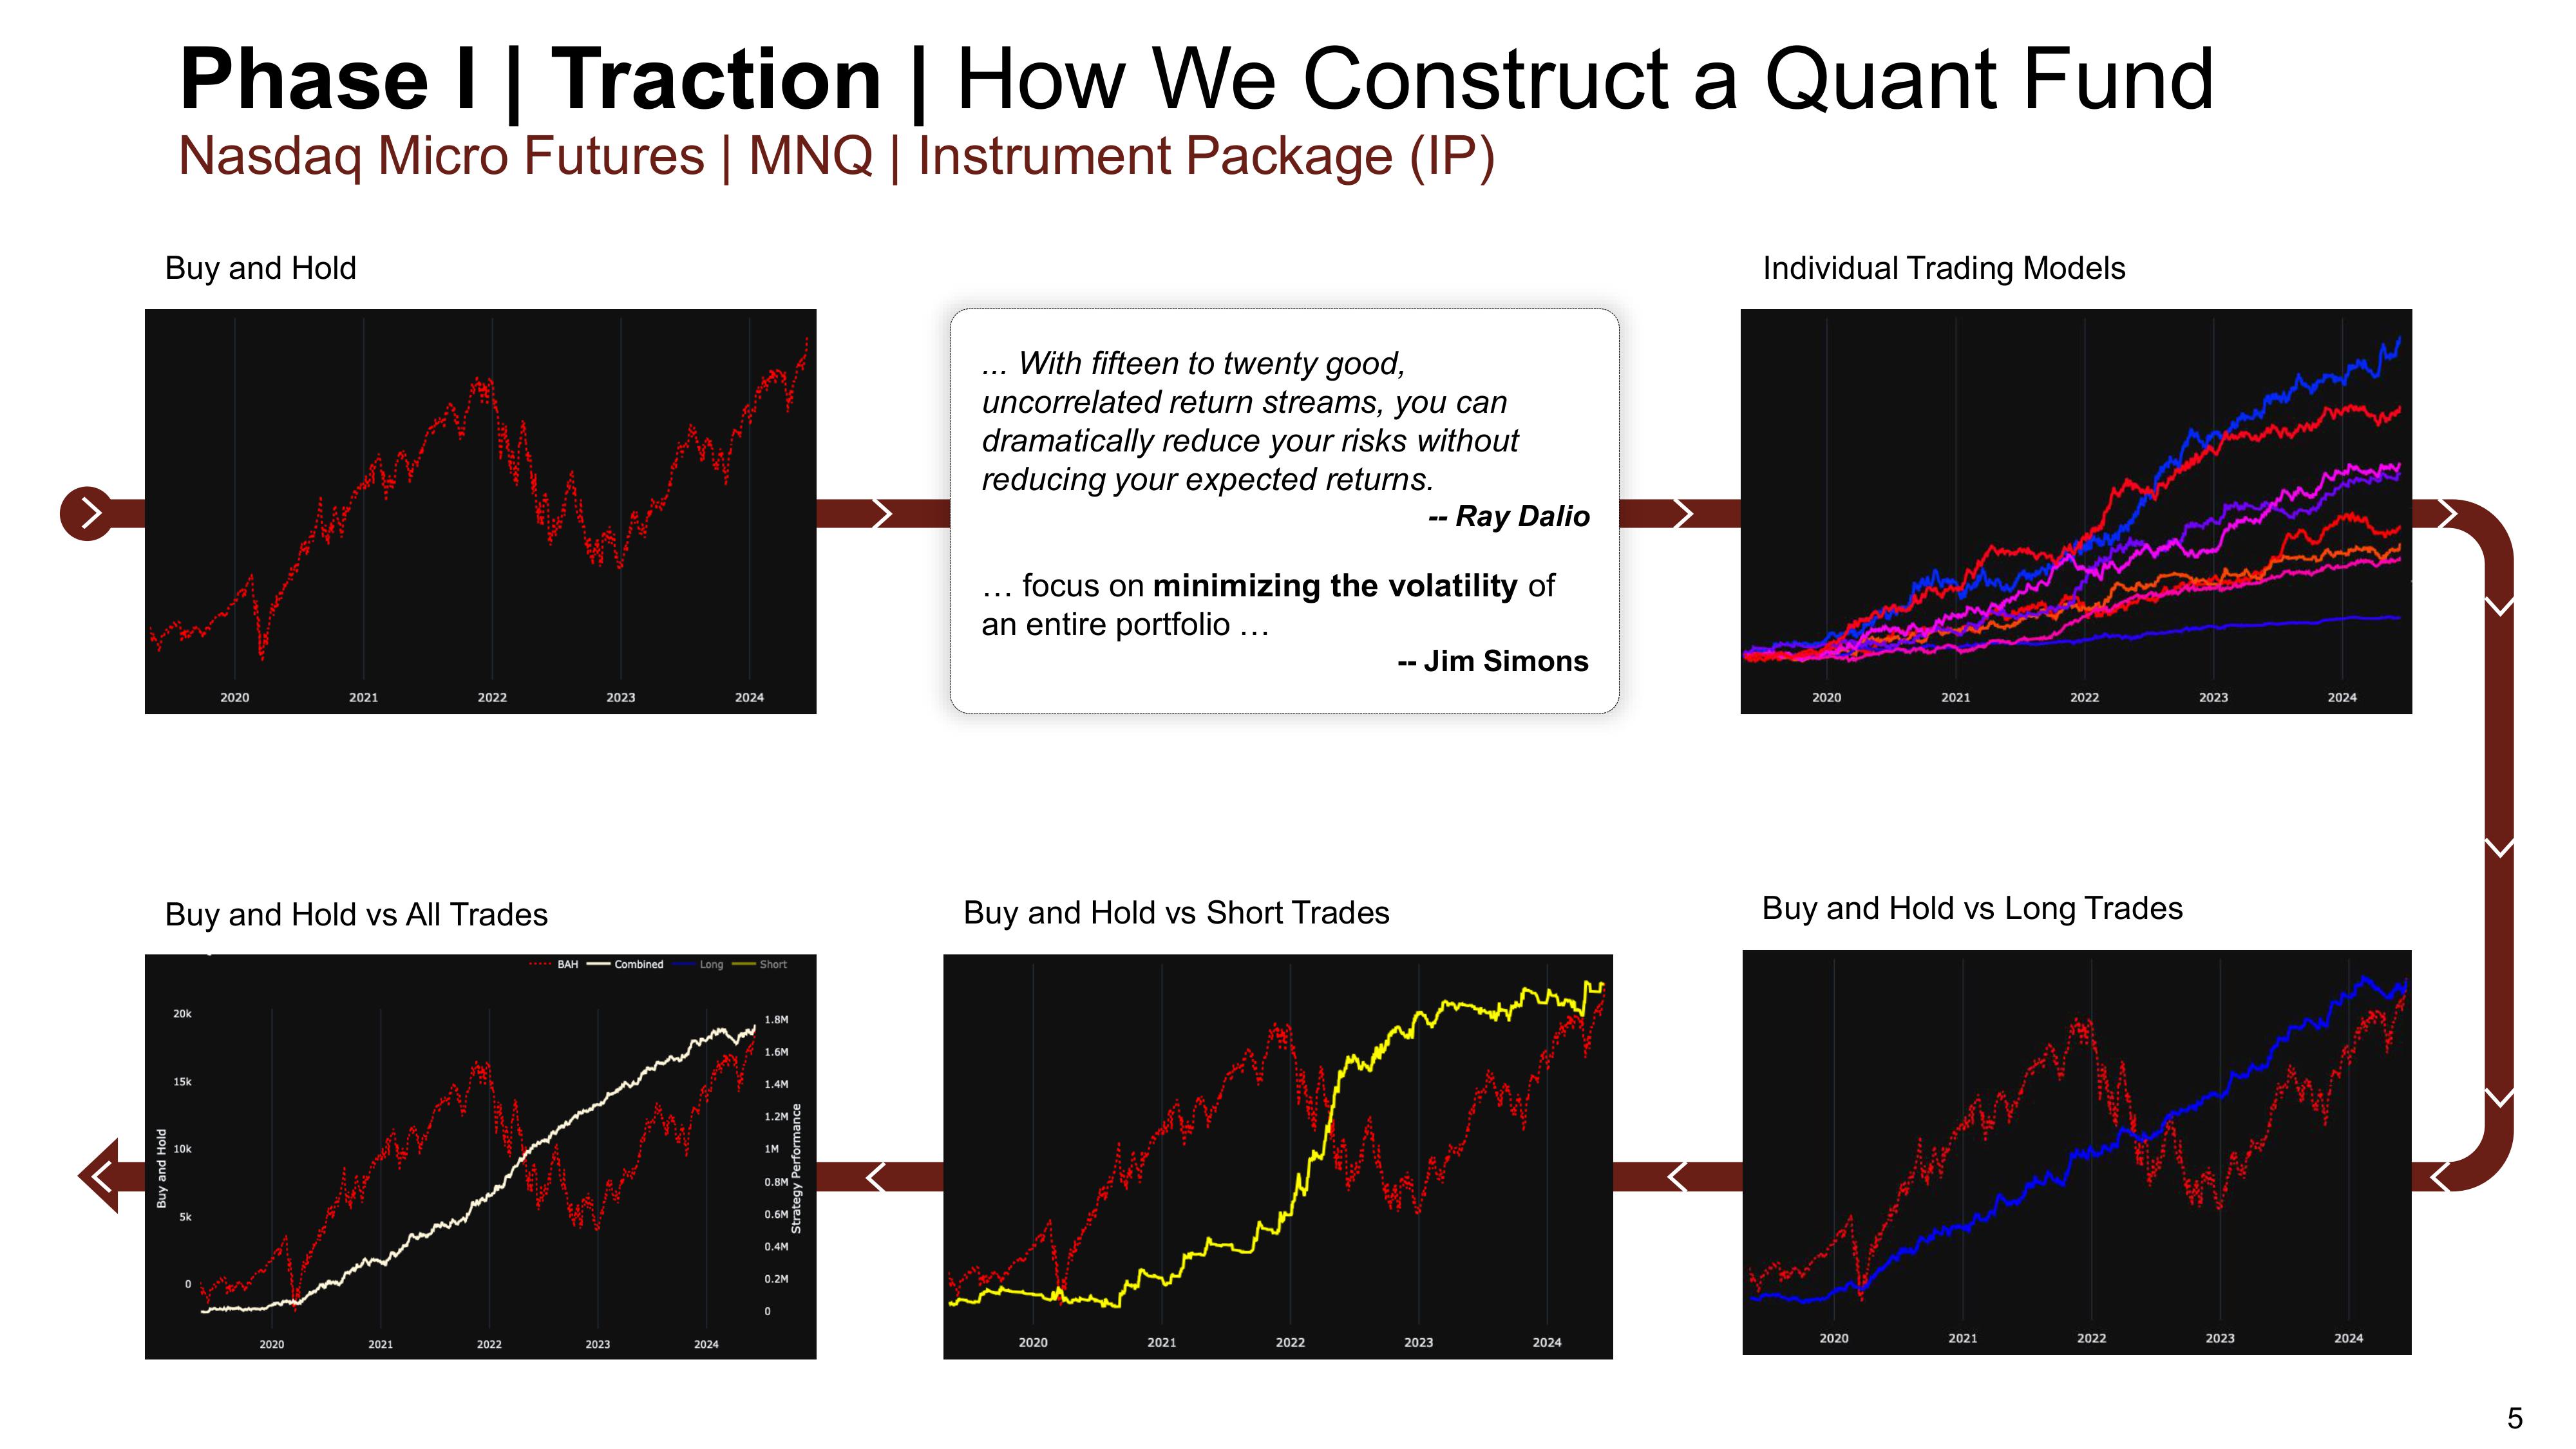 Phase I | Traction | How We Construct a Quant Fund
Nasdaq Micro Futures | MNQ | Instrument Package (IP)
Buy and Hold
2020 2021 2022 2023 2024
... With fifteen to twenty good,
uncorrelated return streams, you can
dramatically reduce your risks without
reducing your expected returns.
-- Ray Dalio
… focus on minimizing the volatility of
an entire portfolio …
-- Jim Simons
Individual Trading Models
2020 2021 2022 2023 2024
Buy and Hold vs All Trades
BAH Combined Long Short
Buy and Hold
20k
15k
10k
5k
0
1.8M
1.6M
1.4M
1.2M
1M
0.8M
0.6M
0.4M
0.2M
0
Strategy Performance
2020 2021 2022 2023 2024
Buy and Hold vs Short Trades
2020 2021 2022 2023 2024
Buy and Hold vs Long Trades
2020 2021 2022 2023 2024
5